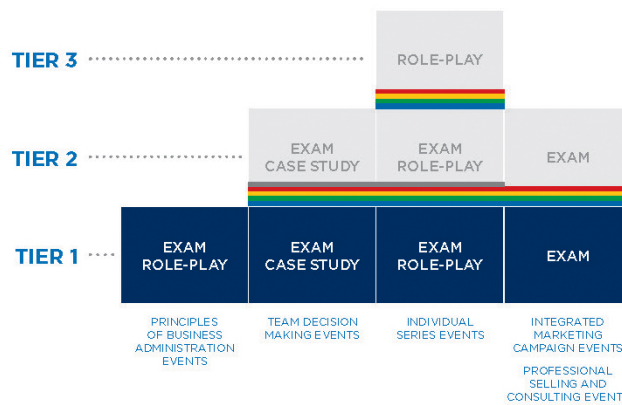 TIER 3
ROLE-PLAY
TIER 2
EXAM
CASE STUDY
EXAM
ROLE-PLAY
EXAM
TIER 1
EXAM
ROLE-PLAY
EXAM
CASE STUDY
EXAM
ROLE-PLAY
EXAM
PRINCIPLES
OF BUSINESS
ADMINISTRATION
EVENTS
TEAM DECISION
MAKING EVENTS
INDIVIDUAL
SERIES EVENTS
INTEGRATED
MARKETING
CAMPAIGN EVENTS
PROFESSIONAL
SELLING AND
CONSULTING EVENT